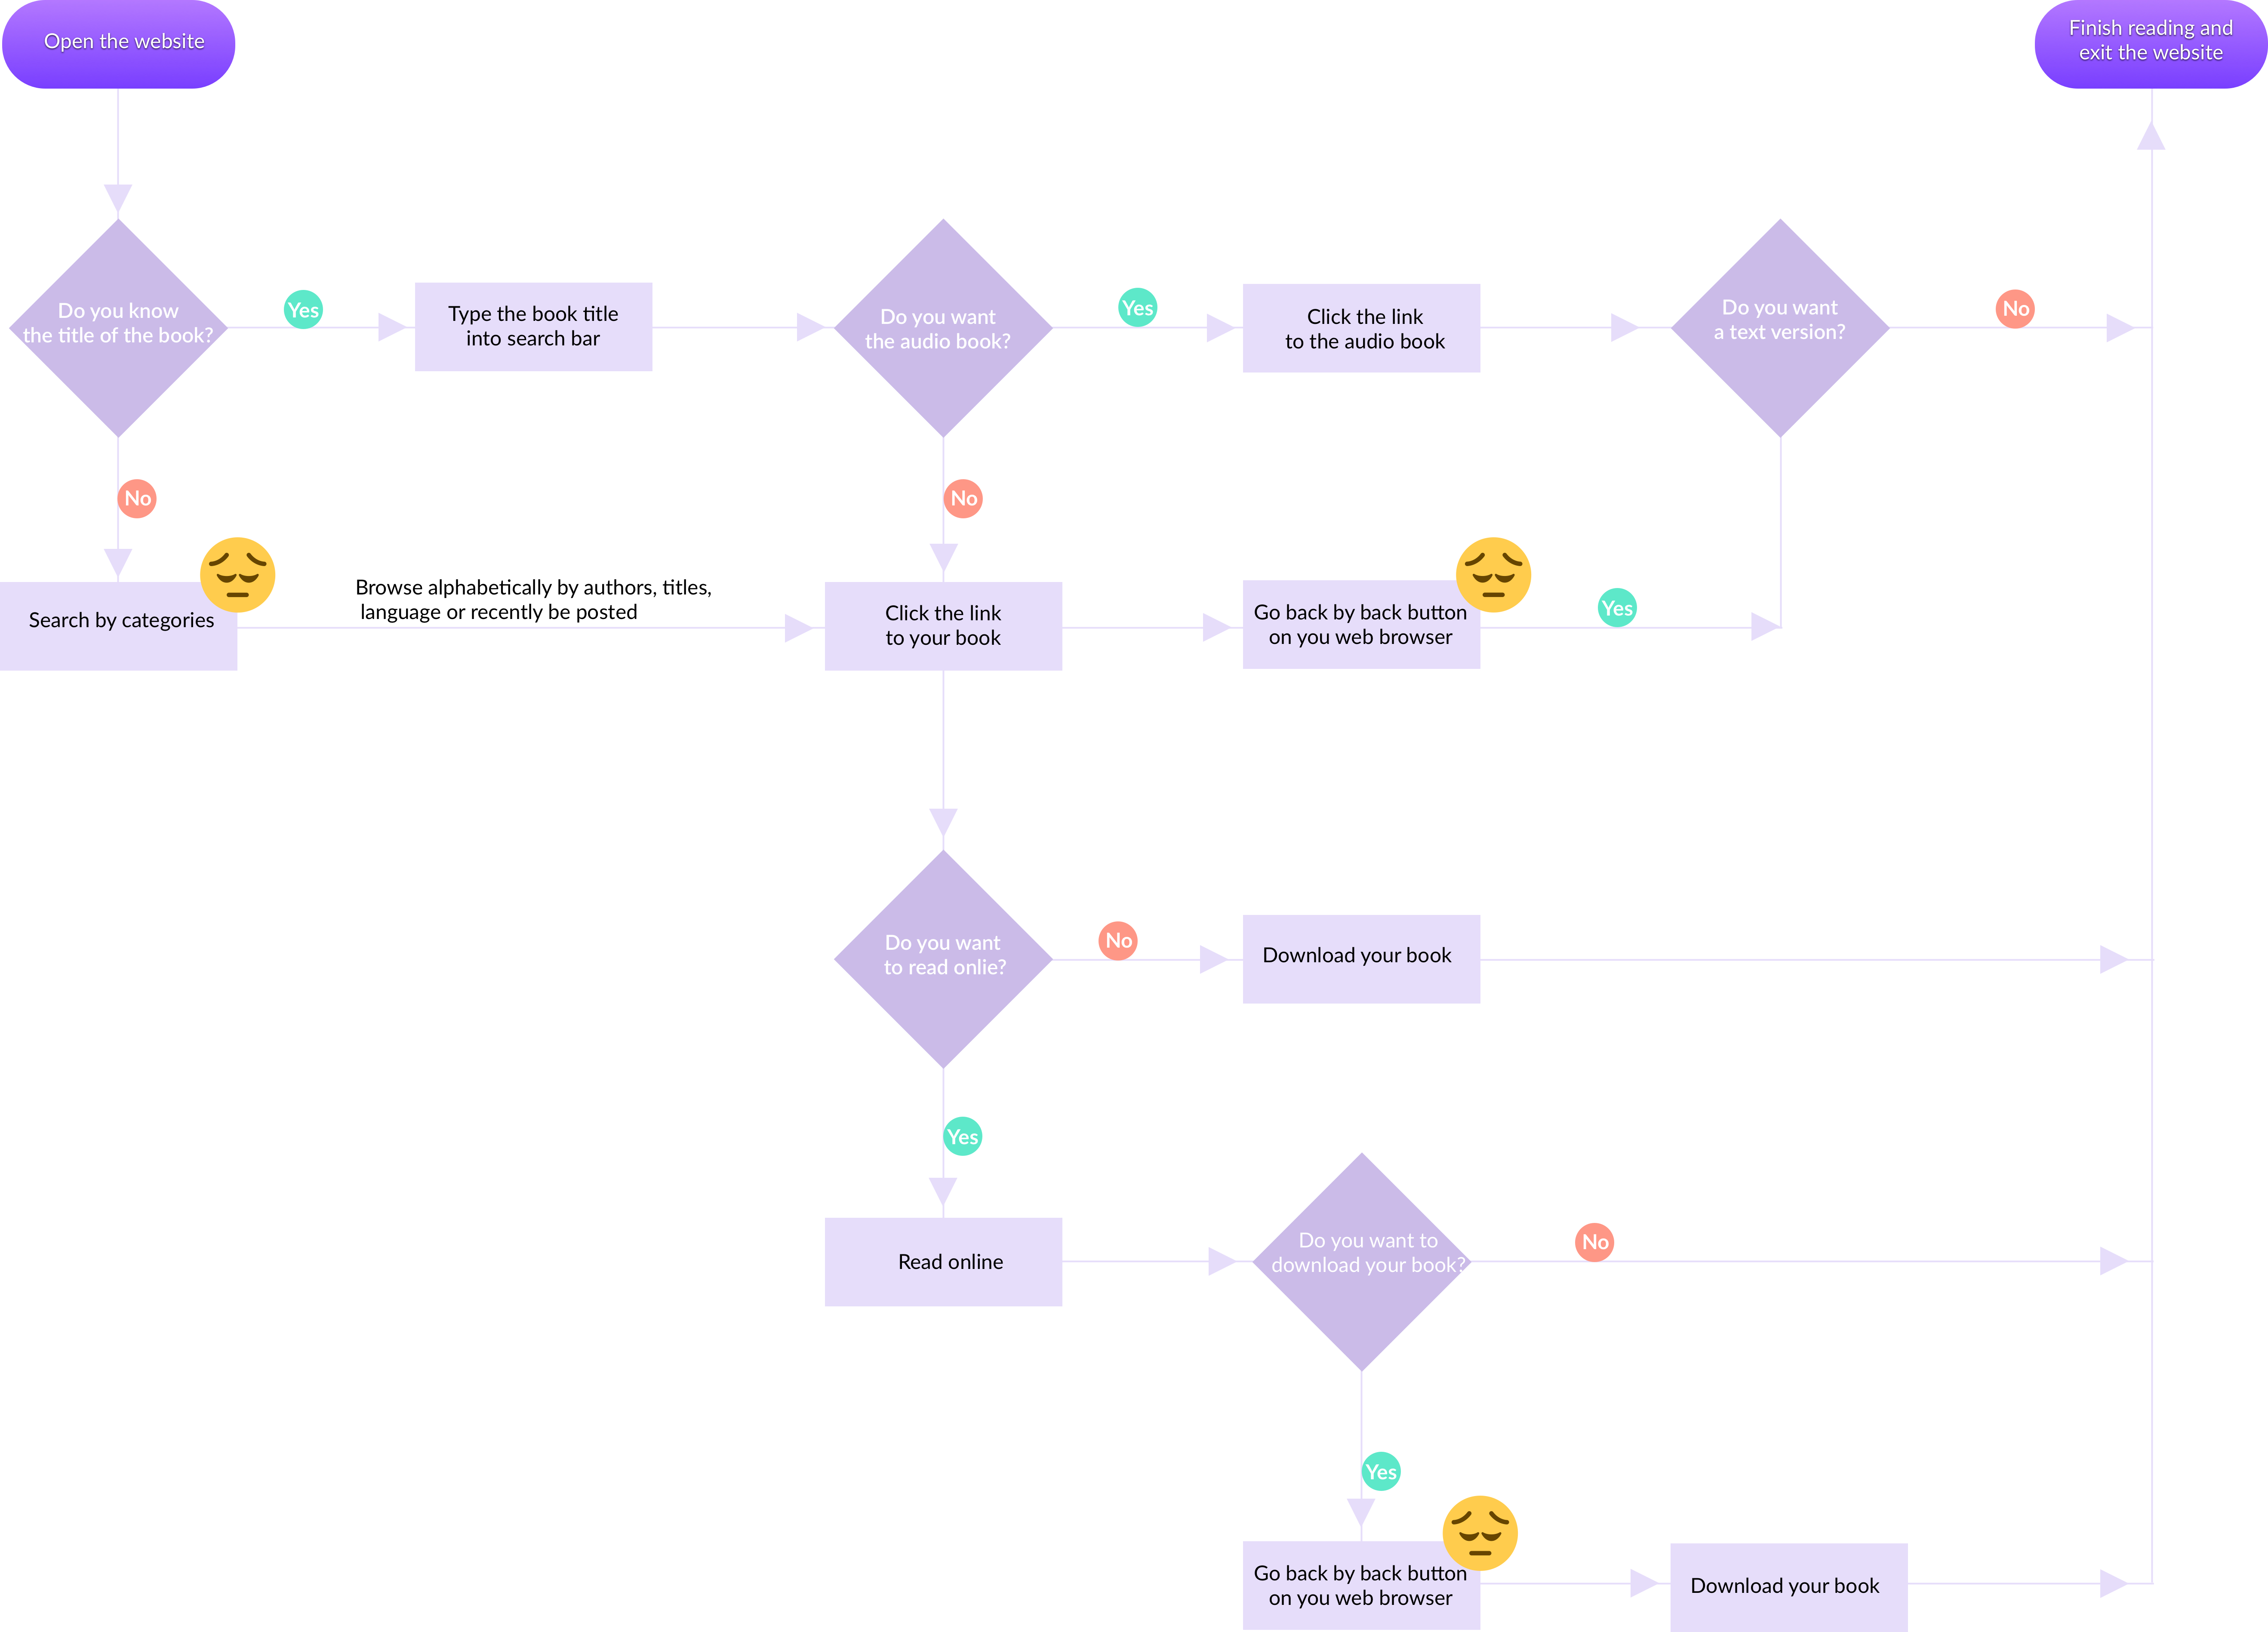 Open the website
Finish reading and
exit the website
Do you know
the title of the book?
Yes
Type the book title
into search bar
Do you want
the audio book?
Yes
Click the link
to the audio book
Do you want
a text version?
No
No
No
Search by categories
Browse alphabetically by authors, titles,
language or recently be posted
Click the link
to your book
Go back by back button
on you web browser
Yes
Do you want
to read onlie?
No
Download your book
Yes
Read online
Do you want to
download your book?
No
Yes
Go back by back button
on you web browser
Download your book